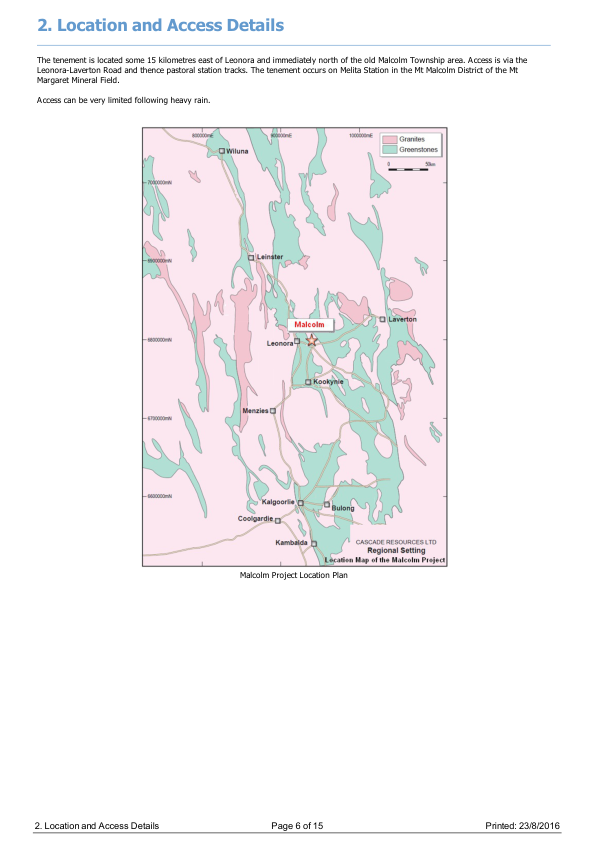 2. Location and Access Details
The tenement is located some 15 kilometres east of Leonora and immediately north of the old Malcolm Township area. Access is via the
Leonora-Laverton Road and thence pastoral station tracks. The tenement occurs on Melita Station in the Mt Malcolm District of the Mt
Margaret Mineral Field.
Access can be very limited following heavy rain.
800000mE 900000mE 1000000mE
Granites
Greenstones
0 50km
Wiluna
7000000mN
Leinster
Malcolm
Laverton
Leonora
Kookynie
Menzies
6700000mN
6600000mN
Kalgoorlie
Bulong
Coolgardie
Kambalda
CASCADE RESOURCES LTD
Regional Setting
Location Map of the Malcolm Project
Malcolm Project Location Plan
2. Location and Access Details Page 6 of 15 Printed: 23/8/2016